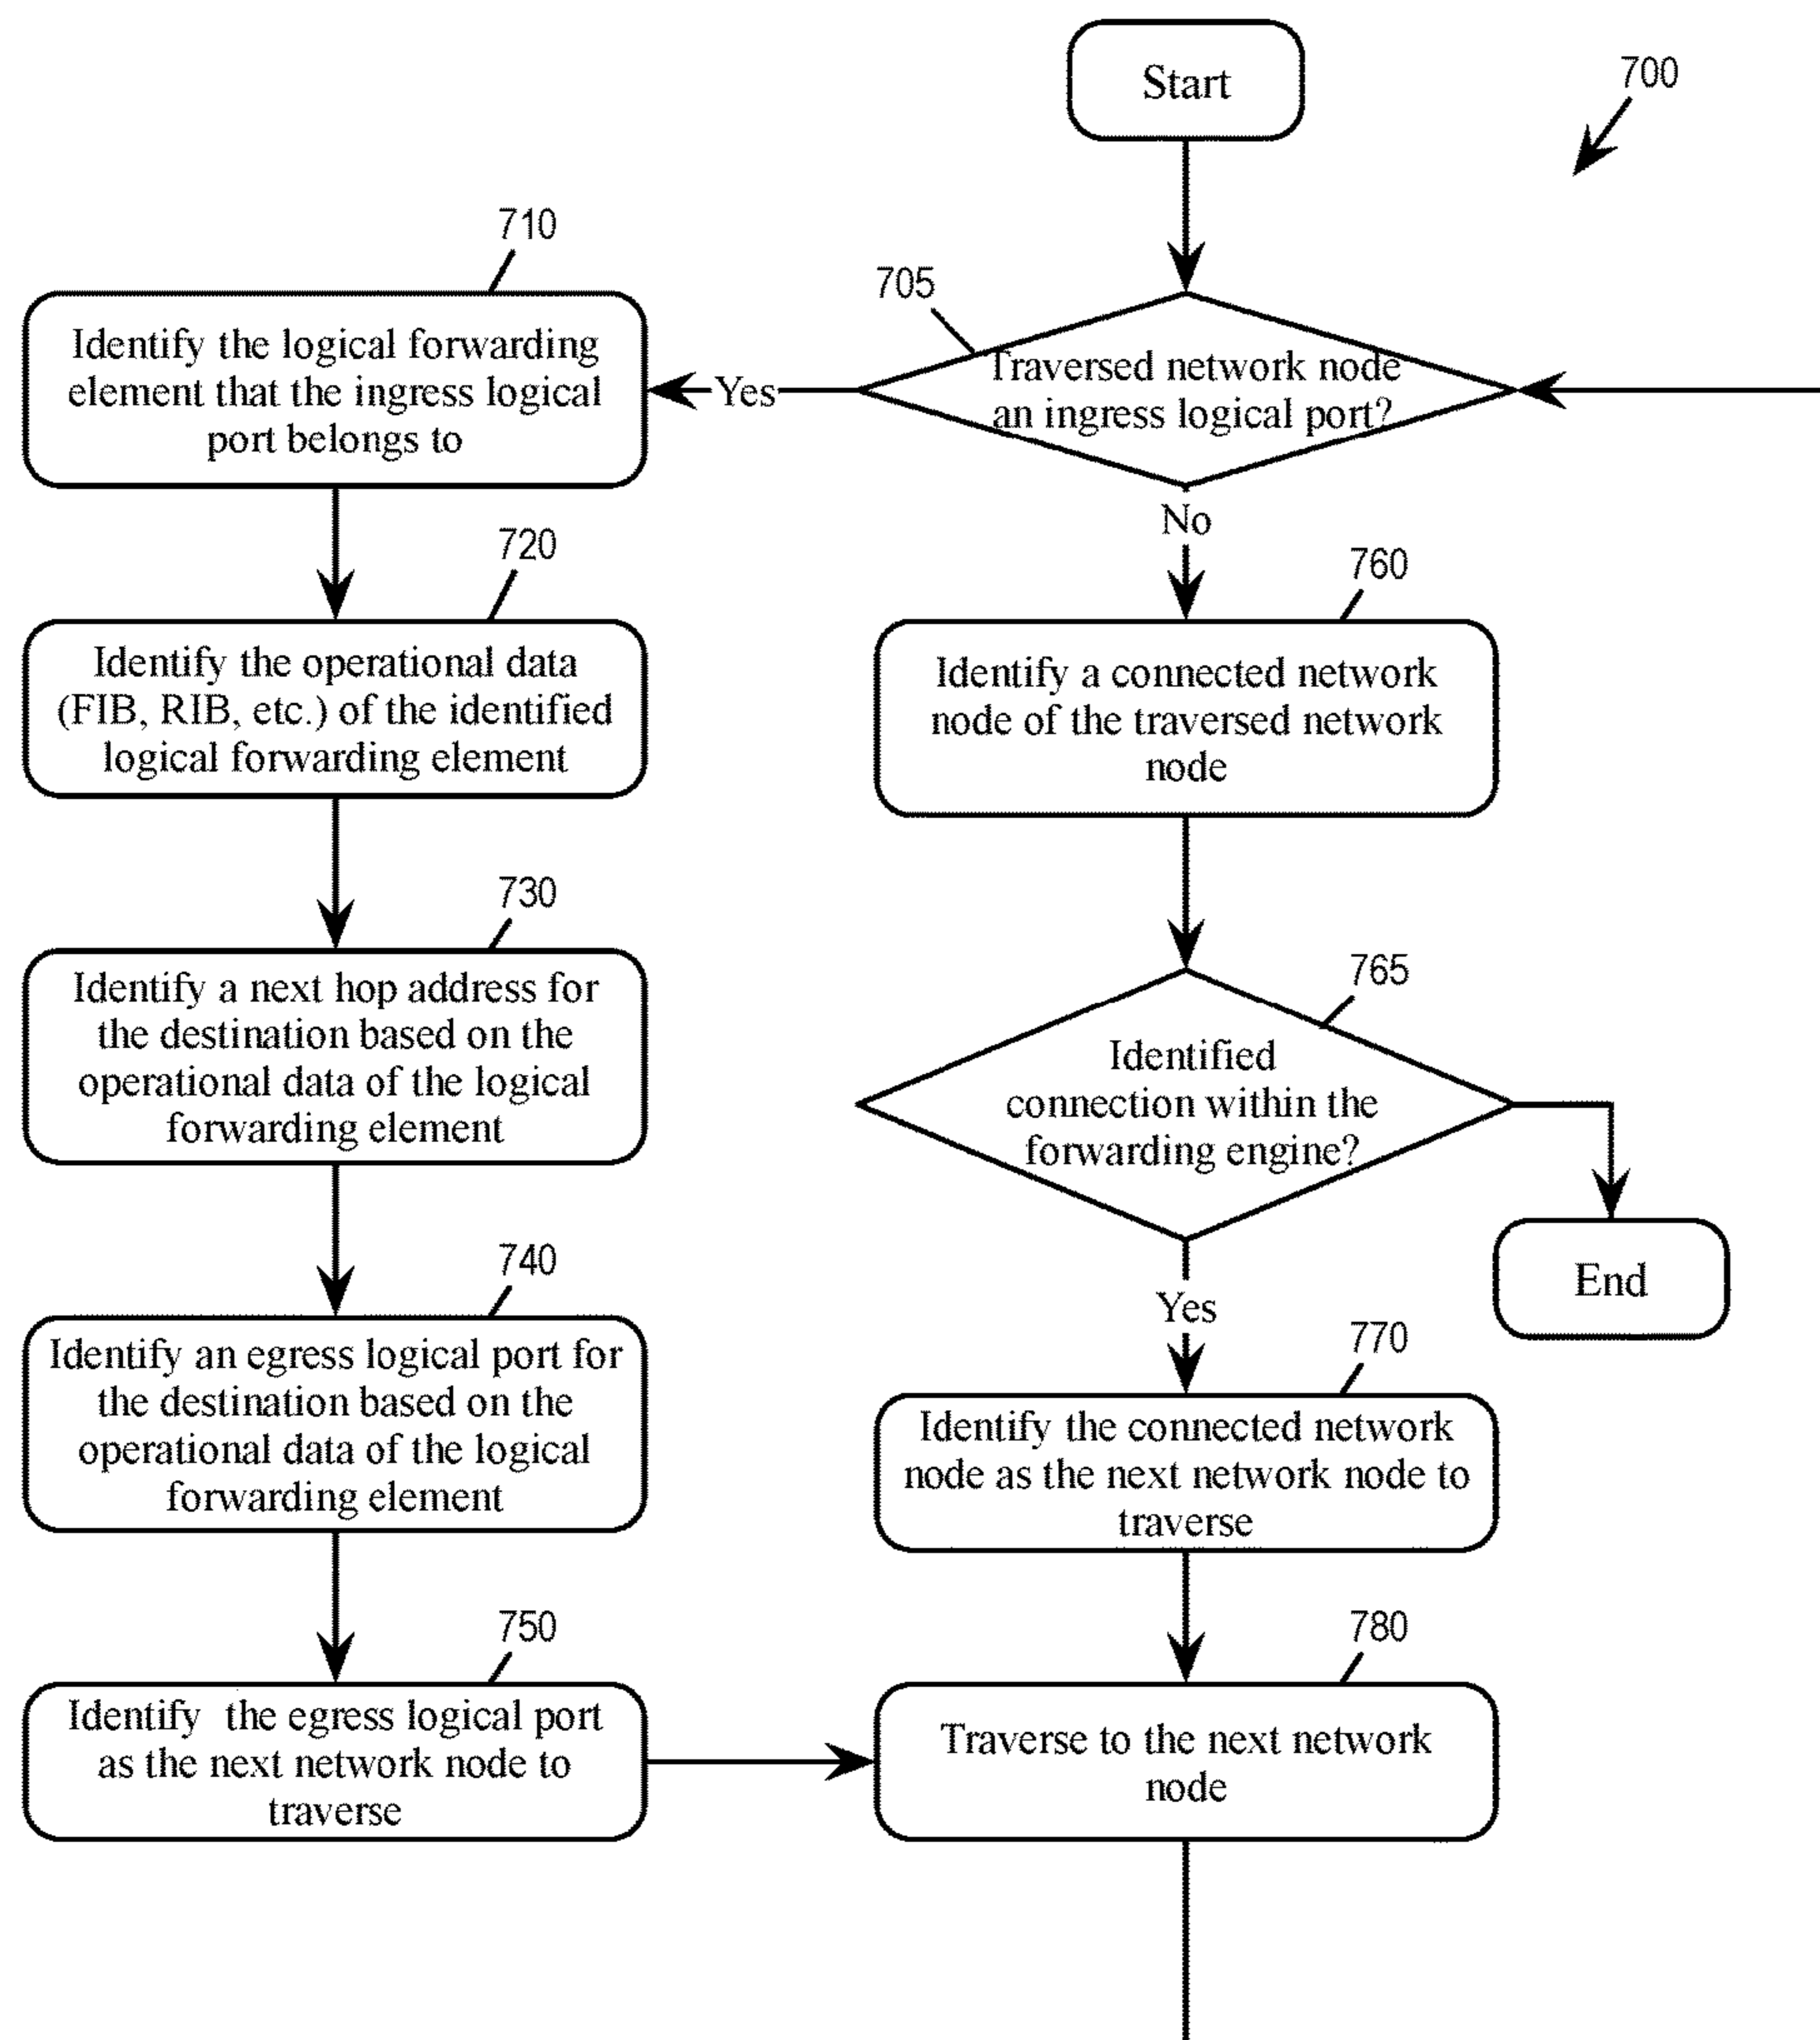 Start
700
705
Traversed network node
an ingress logical port?
Yes
No
710
Identify the logical forwarding
element that the ingress logical
port belongs to
720
Identify the operational data
(FIB, RIB, etc.) of the identified
logical forwarding element
730
Identify a next hop address for
the destination based on the
operational data of the logical
forwarding element
740
Identify an egress logical port for
the destination based on the
operational data of the logical
forwarding element
750
Identify the egress logical port
as the next network node to
traverse
760
Identify a connected network
node of the traversed network
node
765
Identified
connection within the
forwarding engine?
End
Yes
770
Identify the connected network
node as the next network node to
traverse
780
Traverse to the next network
node